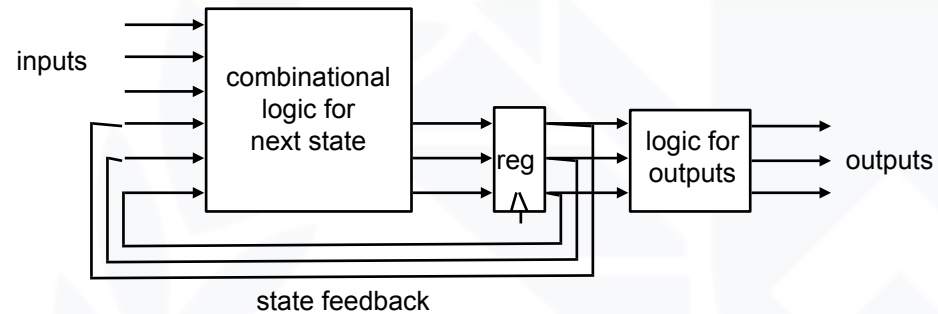 inputs
combinational
logic for
next state
reg
logic for
outputs
outputs
state feedback